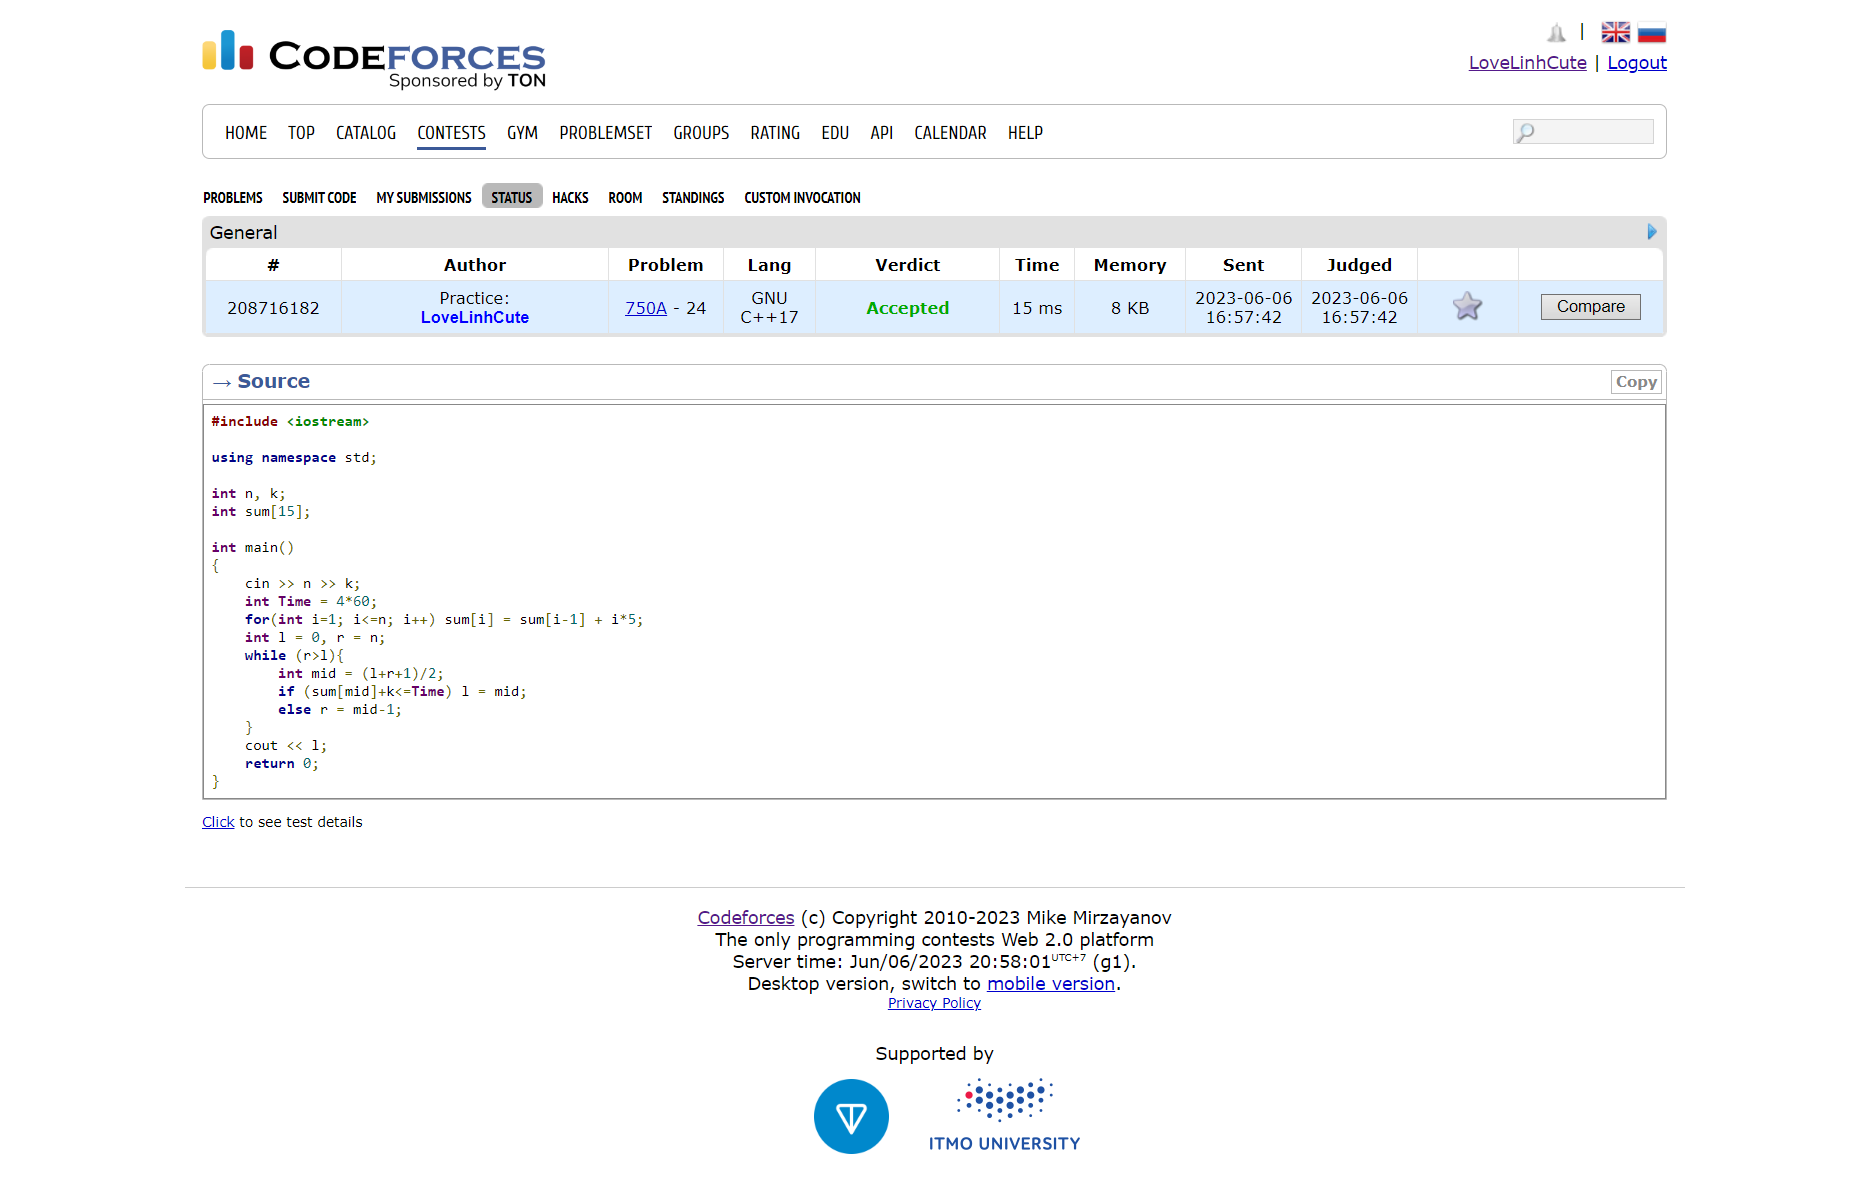 CODEFORCES
Sponsored by TON
LoveLinhCute | Logout
HOME TOP CATALOG CONTESTS GYM PROBLEMSET GROUPS RATING EDU API CALENDAR HELP
PROBLEMS SUBMIT CODE MY SUBMISSIONS STATUS HACKS ROOM STANDINGS CUSTOM INVOCATION
General
# Author Problem Lang Verdict Time Memory Sent Judged
208716182 Practice: LoveLinhCute 750A - 24 GNU C++17 Accepted 15 ms 8 KB 2023-06-06 16:57:42 2023-06-06 16:57:42 Compare
→ Source Copy
#include <iostream>
using namespace std;
int n, k;
int sum[15];
int main()
{
    cin >> n >> k;
    int Time = 4*60;
    for(int i=1; i<=n; i++) sum[i] = sum[i-1] + i*5;
    int l = 0, r = n;
    while (r>l){
        int mid = (l+r+1)/2;
        if (sum[mid]+k<=Time) l = mid;
        else r = mid-1;
    }
    cout << l;
    return 0;
}
Click to see test details
Codeforces (c) Copyright 2010-2023 Mike Mirzayanov
The only programming contests Web 2.0 platform
Server time: Jun/06/2023 20:58:01 UTC+7 (g1).
Desktop version, switch to mobile version.
Privacy Policy
Supported by
ITMO UNIVERSITY